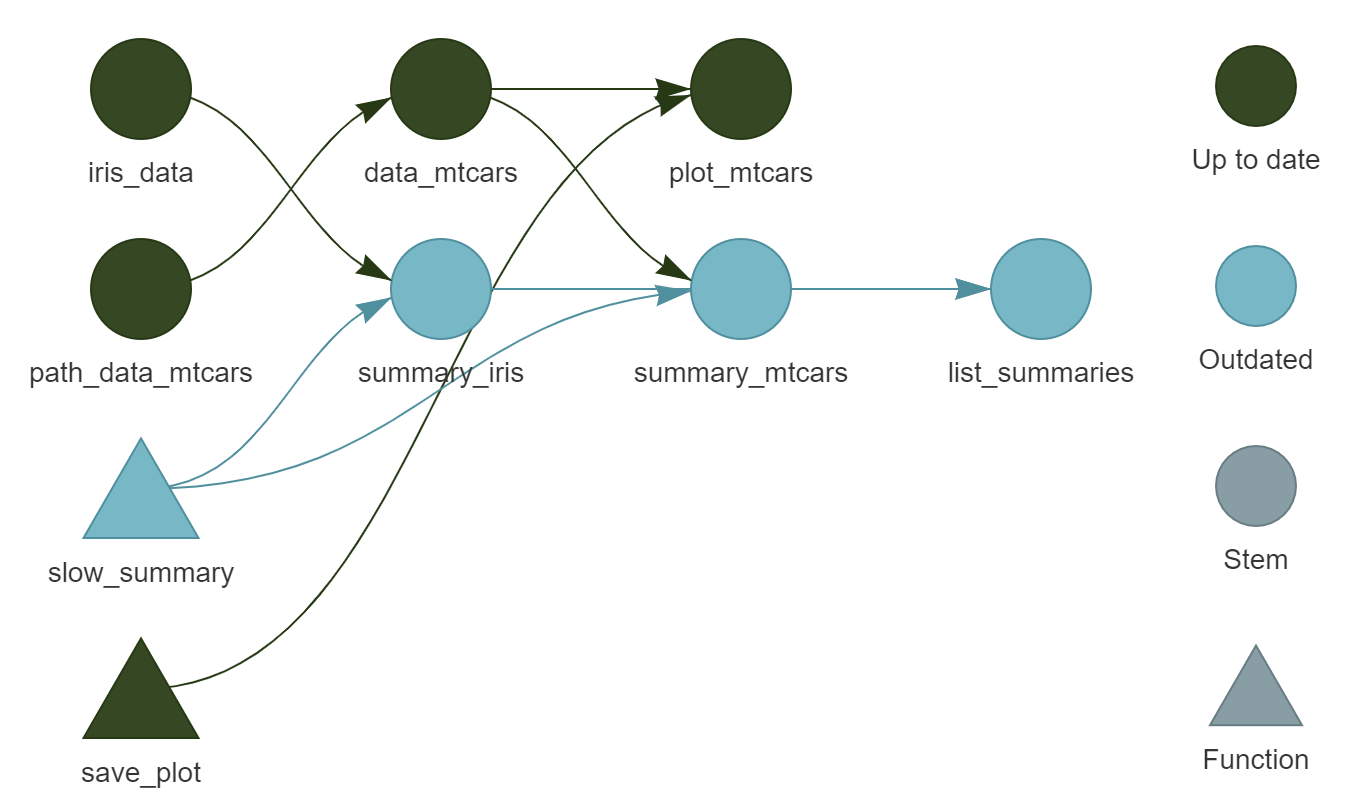 iris_data
data_mtcars
plot_mtcars
Up to date
path_data_mtcars
summary_iris
summary_mtcars
list_summaries
Outdated
slow_summary
Stem
save_plot
Function